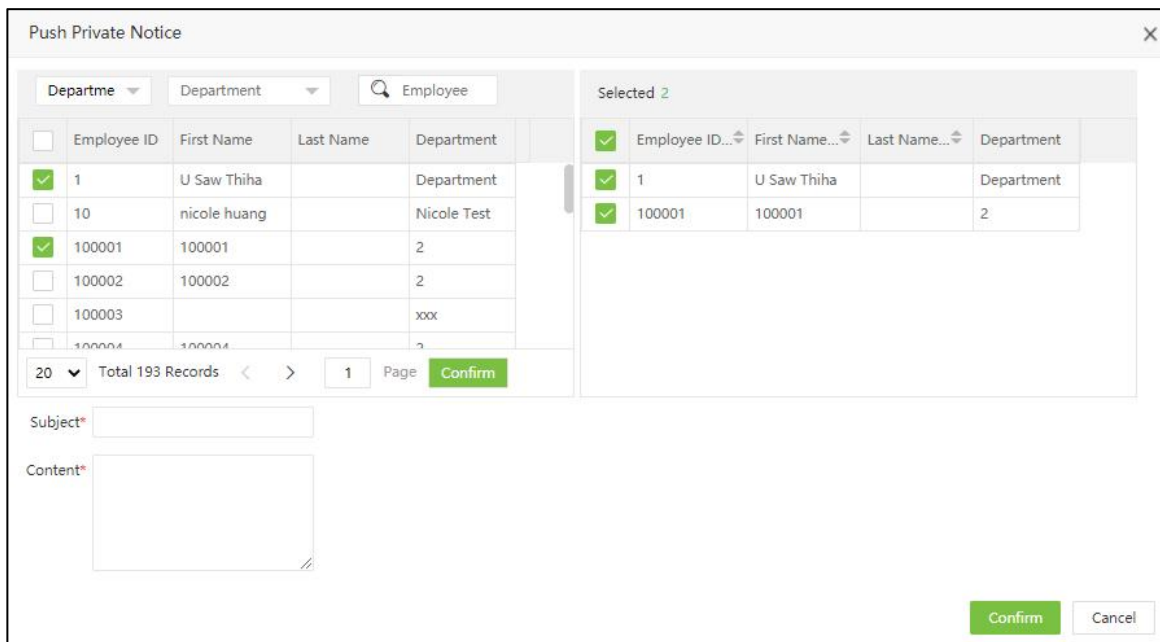 Push Private Notice
Departme Department Employee
Employee ID First Name Last Name Department
1 U Saw Thiha Department
10 nicole huang Nicole Test
100001 100001 2
100002 100002 2
100003 xxx
100004 100004 2
20 Total 193 Records < > 1 Page Confirm
Selected 2
Employee ID... First Name... Last Name... Department
1 U Saw Thiha Department
100001 100001 2
Subject*
Content*
Confirm Cancel